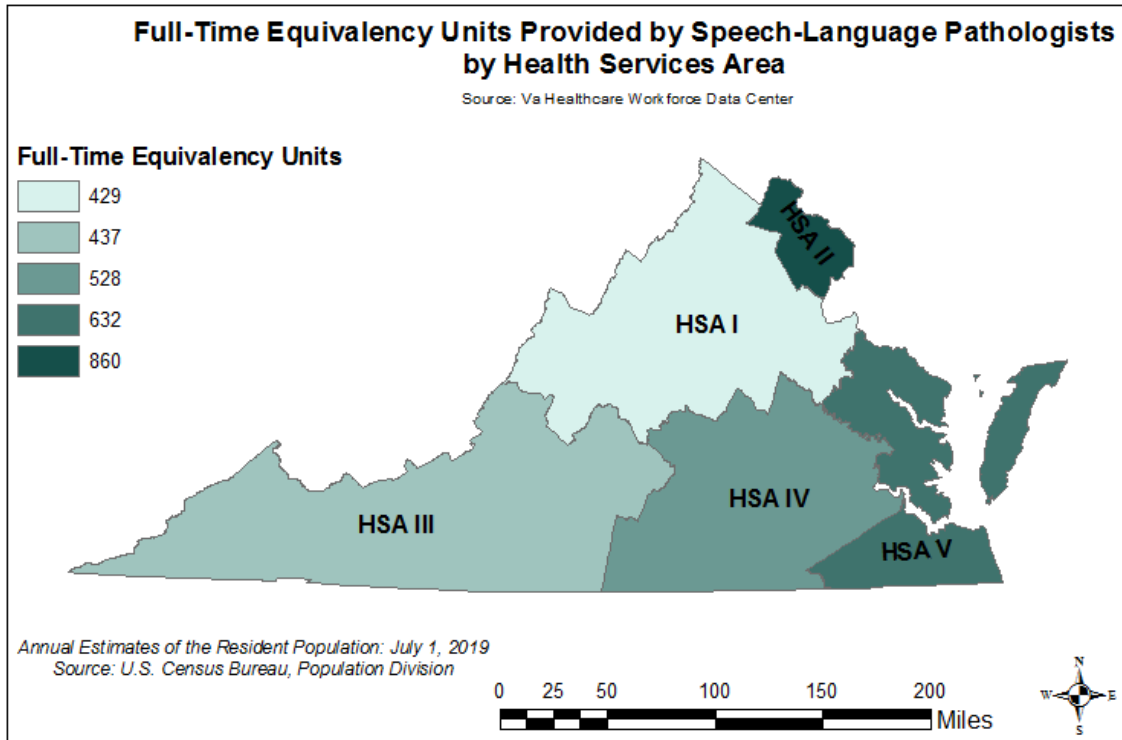 Full-Time Equivalency Units Provided by Speech-Language Pathologists
by Health Services Area
Source: Va Healthcare Workforce Data Center
Full-Time Equivalency Units
429
437
528
632
860
HSA II
HSA I
HSA IV
HSA III
HSA V
Annual Estimates of the Resident Population: July 1, 2019
Source: U.S. Census Bureau, Population Division
0 25 50 100 150 200
Miles
N
W E
S